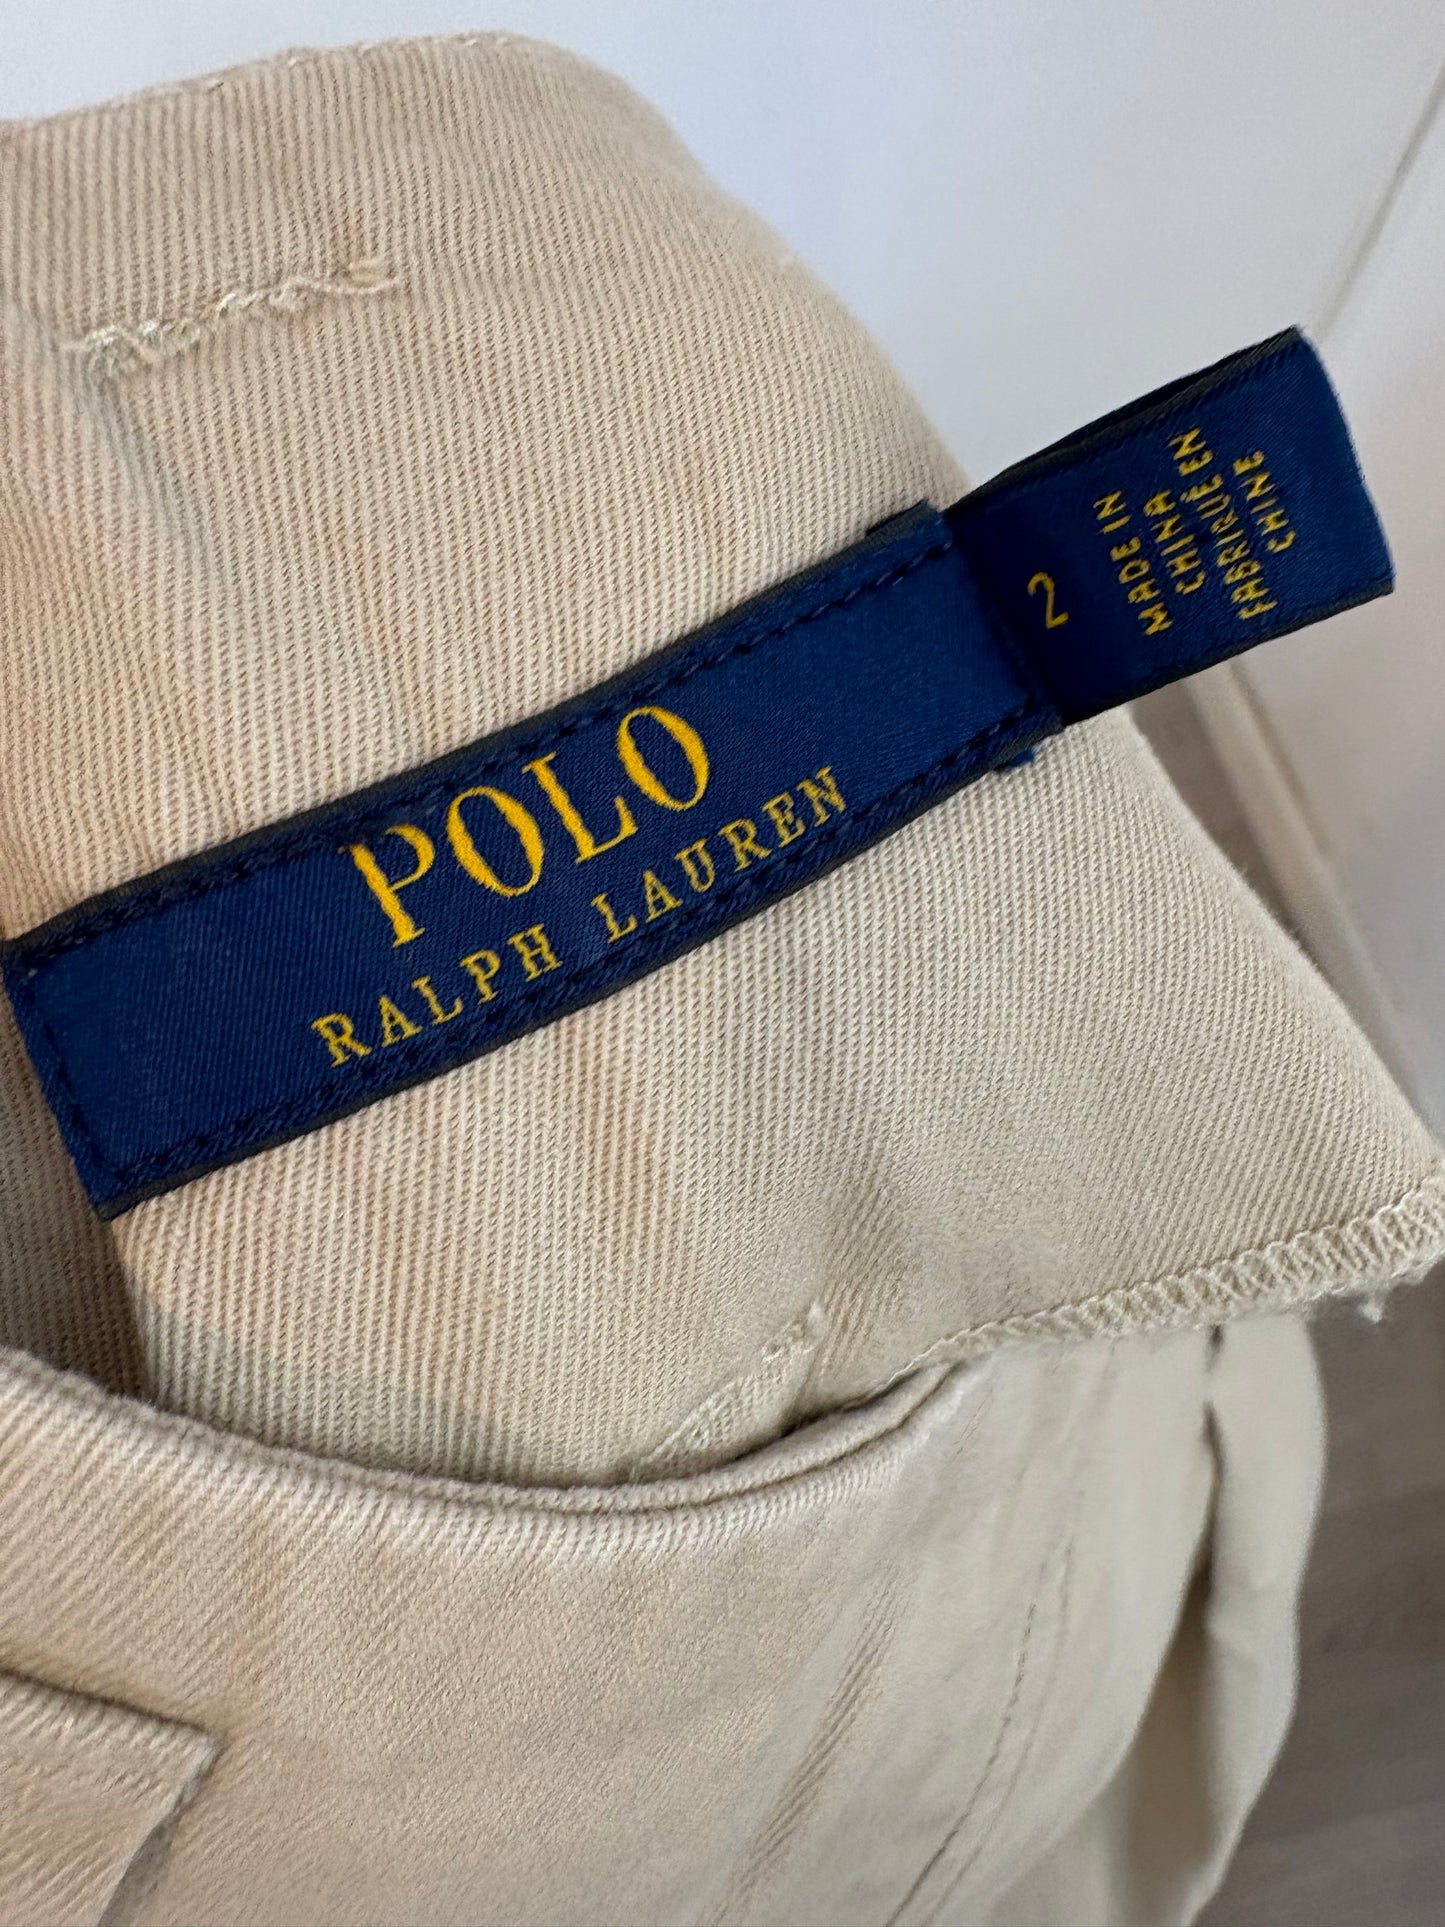 POLO
RALPH LAUREN
2
MADE IN
CHINA
FABRIQUÉ EN
CHINE